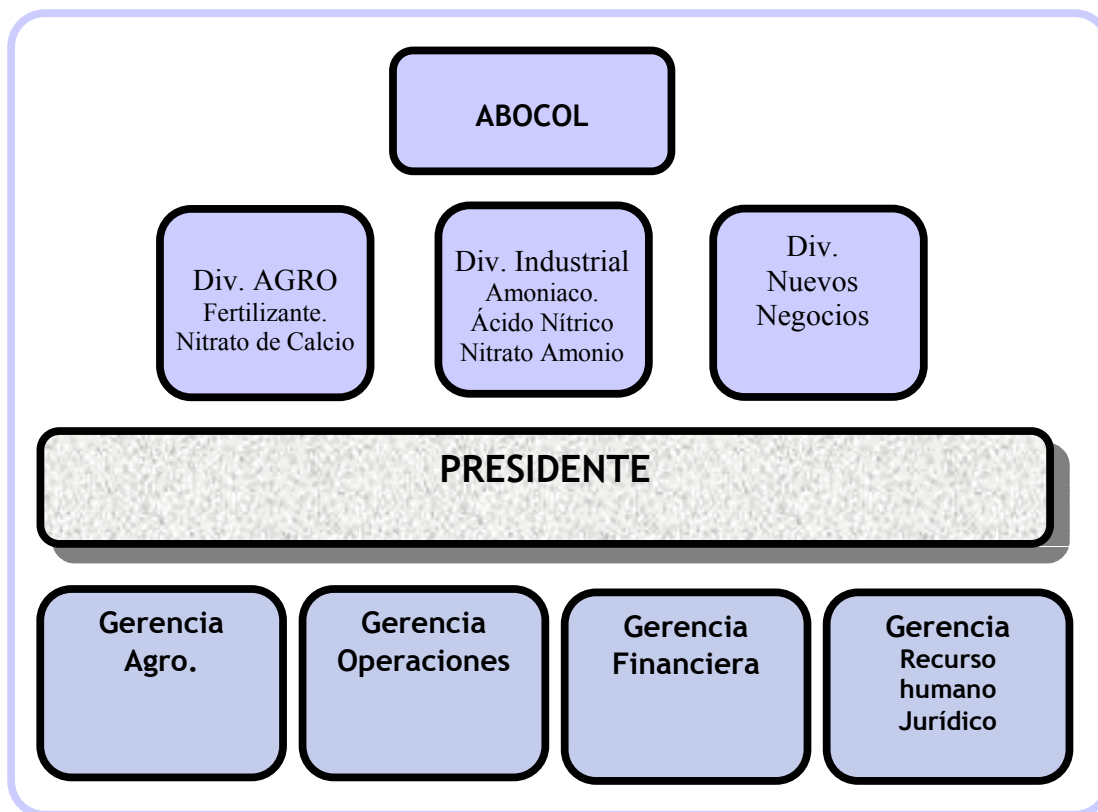 ABOCOL
Div. AGRO
Fertilizante.
Nitrato de Calcio
Div. Industrial
Amoniaco.
Ácido Nítrico
Nitrato Amonio
Div.
Nuevos
Negocios
PRESIDENTE
Gerencia
Agro.
Gerencia
Operaciones
Gerencia
Financiera
Gerencia
Recurso
humano
Jurídico